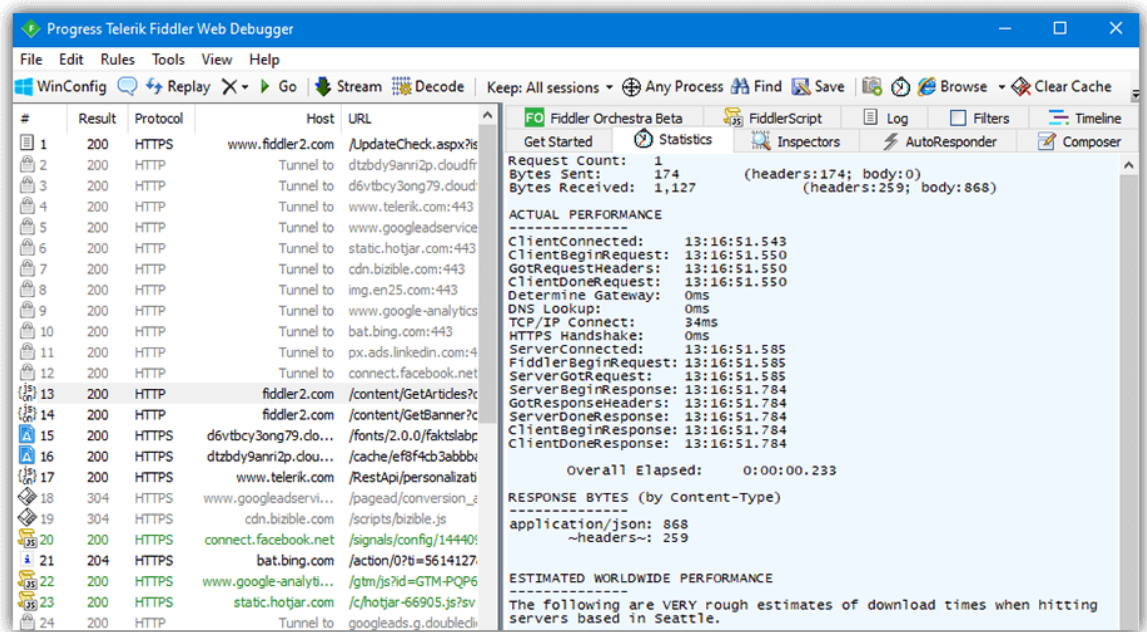 Progress Telerik Fiddler Web Debugger
File Edit Rules Tools View Help
WinConfig Replay Go Stream Decode Keep: All sessions Any Process Find Save Browse Clear Cache
# Result Protocol Host URL
1 200 HTTPS www.fiddler2.com /UpdateCheck.aspx?is
2 200 HTTP Tunnel to dtzbdy9anri2p.cloudfr
3 200 HTTP Tunnel to d6vtbcy3ong79.cloud
4 200 HTTP Tunnel to www.telerik.com:443
5 200 HTTP Tunnel to www.googleadservice
6 200 HTTP Tunnel to static.hotjar.com:443
7 200 HTTP Tunnel to cdn.bizible.com:443
8 200 HTTP Tunnel to img.en25.com:443
9 200 HTTP Tunnel to www.google-analytics
10 200 HTTP Tunnel to bat.bing.com:443
11 200 HTTP Tunnel to px.ads.linkedin.com:4
12 200 HTTP Tunnel to connect.facebook.net
13 200 HTTP fiddler2.com /content/GetArticles?c
14 200 HTTP fiddler2.com /content/GetBanner?c
15 200 HTTPS d6vtbcy3ong79.clo... /fonts/2.0.0/faktslabp
16 200 HTTPS dtzbdy9anri2p.clou... /cache/ef8f4cb3abbba
17 200 HTTPS www.telerik.com /RestApi/personalizati
18 304 HTTPS www.googleadservi... /pagead/conversion_a
19 304 HTTPS cdn.bizible.com /scripts/bizible.js
20 200 HTTPS connect.facebook.net /signals/config/144409
21 204 HTTPS bat.bing.com /action/0?ti=5614127
22 200 HTTPS www.google-analyti... /gtm/js?id=GTM-PQP6
23 200 HTTPS static.hotjar.com /c/hotjar-66905.js?sv
24 200 HTTP Tunnel to googleads.g.doublecli
FO Fiddler Orchestra Beta FiddlerScript Log Filters Timeline
Get Started Statistics Inspectors AutoResponder Composer
Request Count: 1
Bytes Sent: 174 (headers:174; body:0)
Bytes Received: 1,127 (headers:259; body:868)
ACTUAL PERFORMANCE
--------------
ClientConnected: 13:16:51.543
ClientBeginRequest: 13:16:51.550
GotRequestHeaders: 13:16:51.550
ClientDoneRequest: 13:16:51.550
Determine Gateway: 0ms
DNS Lookup: 0ms
TCP/IP Connect: 34ms
HTTPS Handshake: 0ms
ServerConnected: 13:16:51.585
FiddlerBeginRequest: 13:16:51.585
ServerGotRequest: 13:16:51.585
ServerBeginResponse: 13:16:51.784
GotResponseHeaders: 13:16:51.784
ServerDoneResponse: 13:16:51.784
ClientBeginResponse: 13:16:51.784
ClientDoneResponse: 13:16:51.784
Overall Elapsed: 0:00:00.233
RESPONSE BYTES (by Content-Type)
--------------
application/json: 868
~headers~: 259
ESTIMATED WORLDWIDE PERFORMANCE
--------------
The following are VERY rough estimates of download times when hitting
servers based in Seattle.